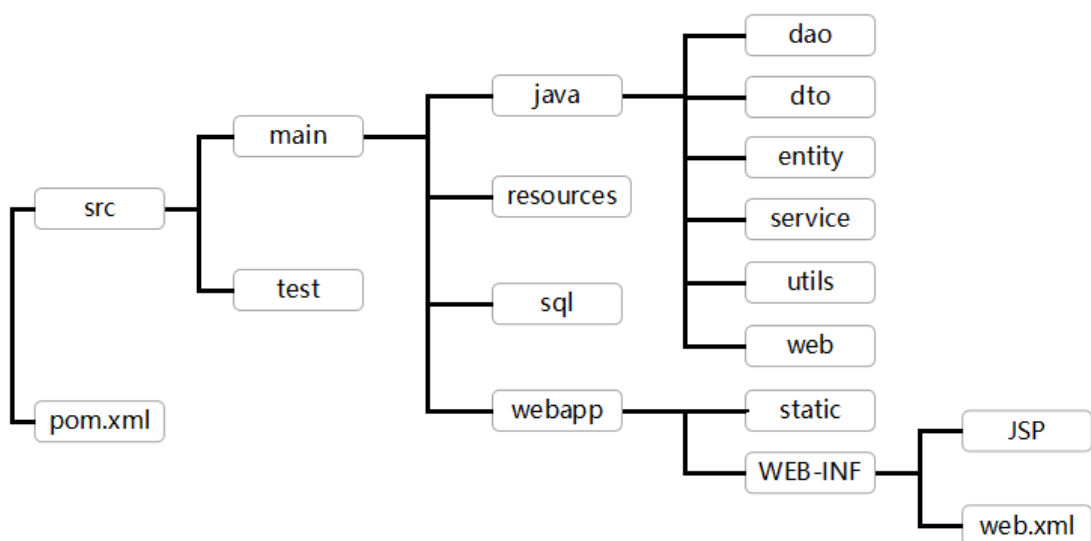 dao
java
dto
main
entity
src
resources
service
test
sql
utils
web
pom.xml
webapp
static
JSP
WEB-INF
web.xml